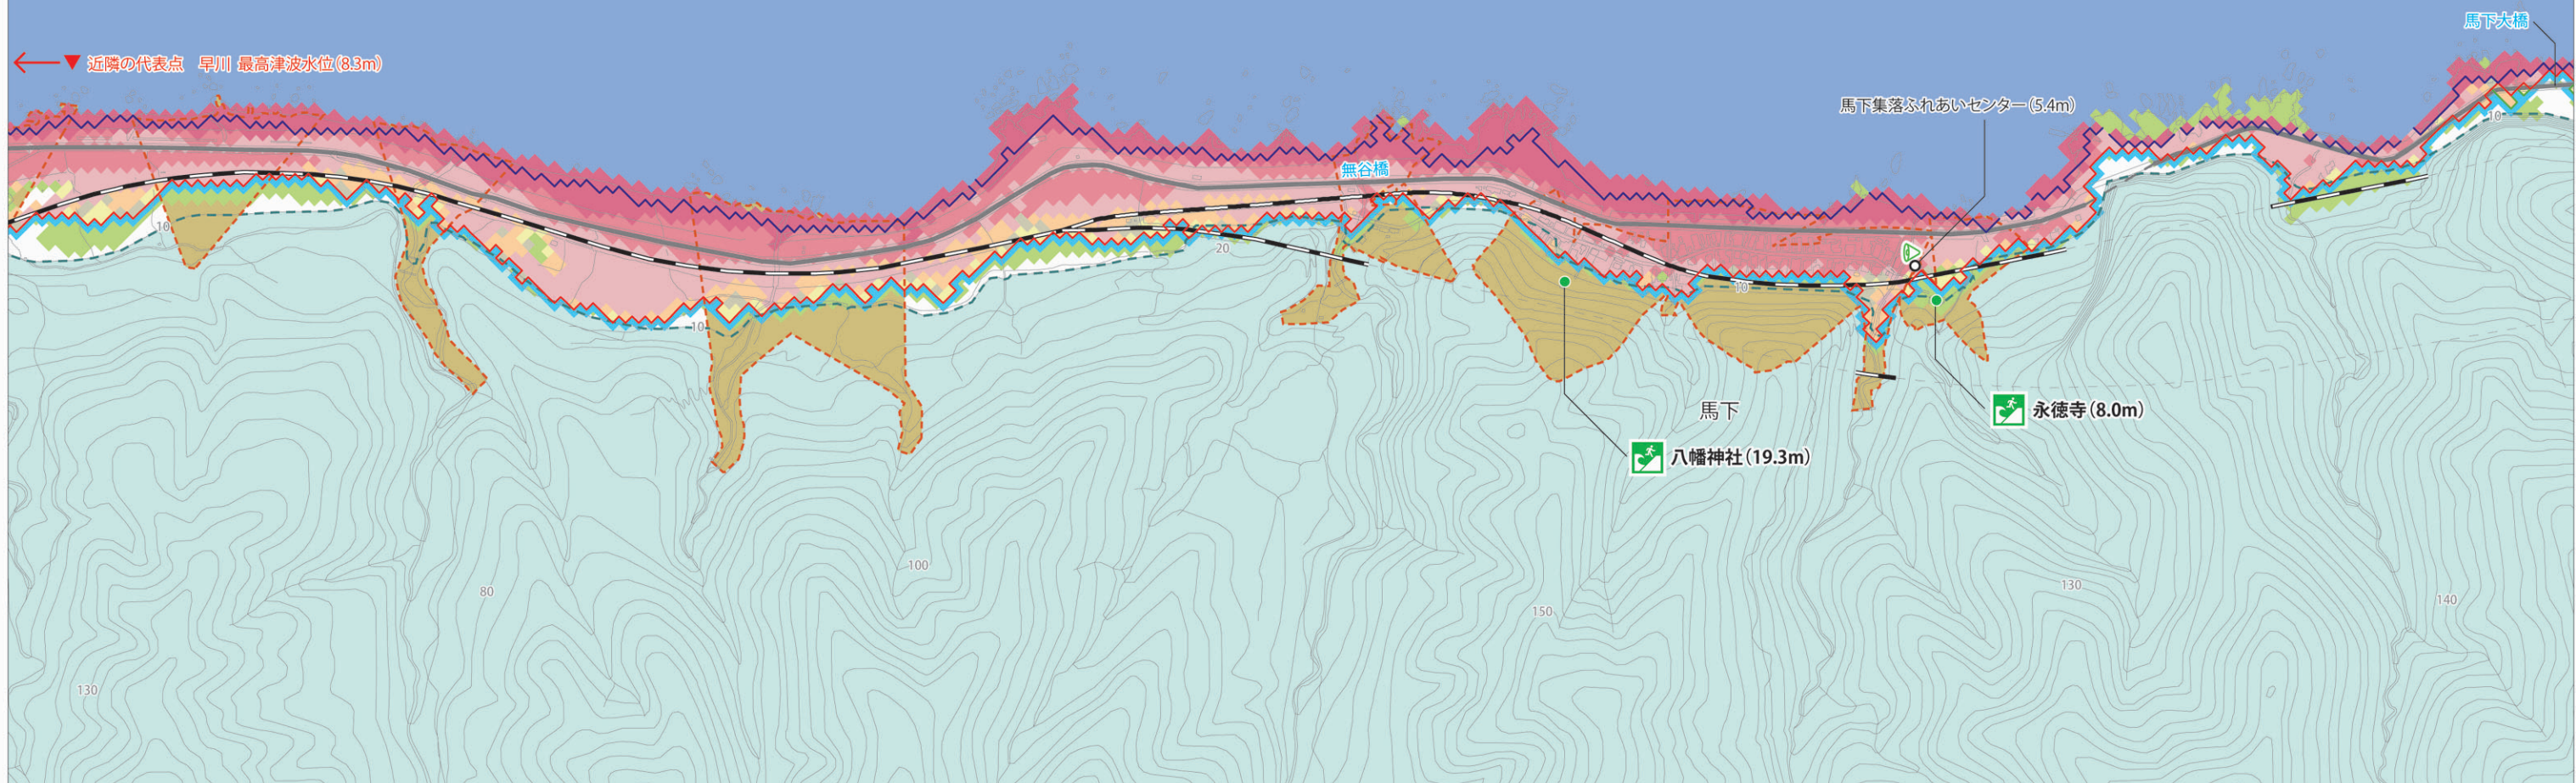 馬下大橋
近隣の代表点 早川 最高津波水位(8.3m)
馬下集落ふれあいセンター(5.4m)
10
無谷橋
10
20
10
10
馬下
永徳寺(8.0m)
八幡神社(19.3m)
100
80
130
150
140
130